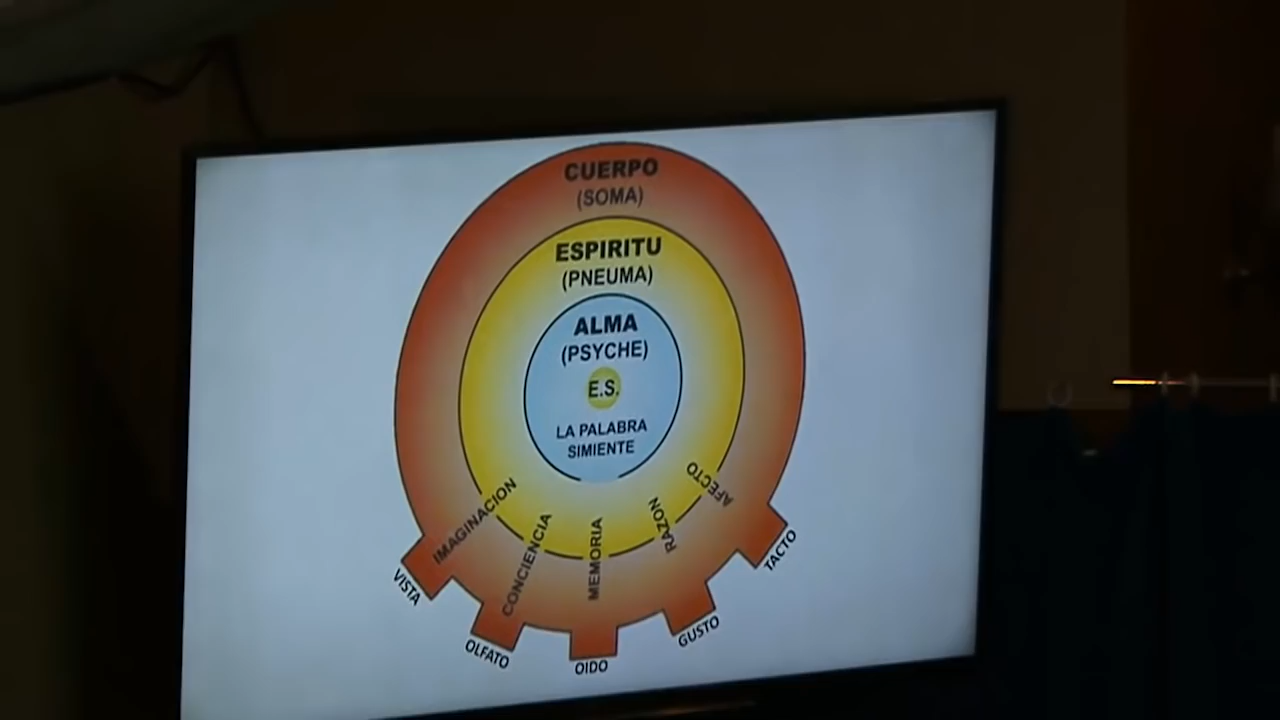 CUERPO
(SOMA)
ESPIRITU
(PNEUMA)
ALMA
(PSYCHE)
E.S.
LA PALABRA
SIMIENTE
IMAGINACION
CONCIENCIA
MEMORIA
RAZON
AFECTO
VISTA
OLFATO
OIDO
GUSTO
TACTO